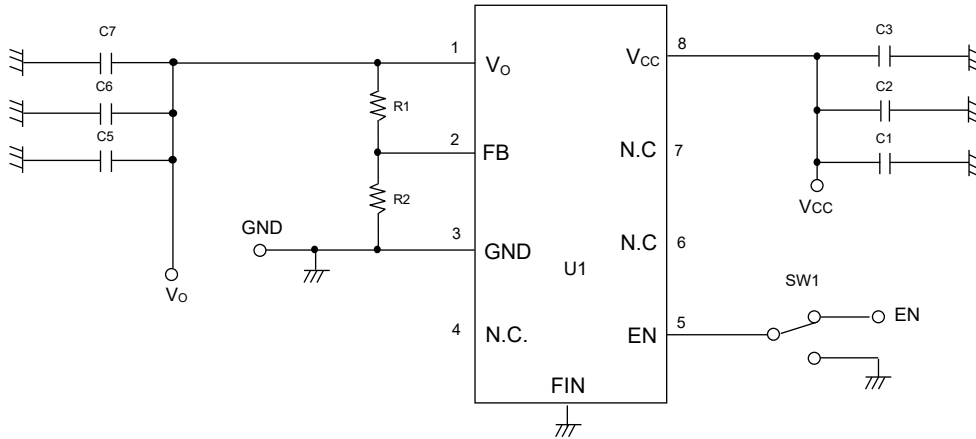 C7
C6
C5
VO
GND
R1
R2
1
2
3
4
VO
FB
GND
N.C.
U1
FIN
VCC
N.C
N.C
EN
8
7
6
5
C3
C2
C1
VCC
SW1
EN